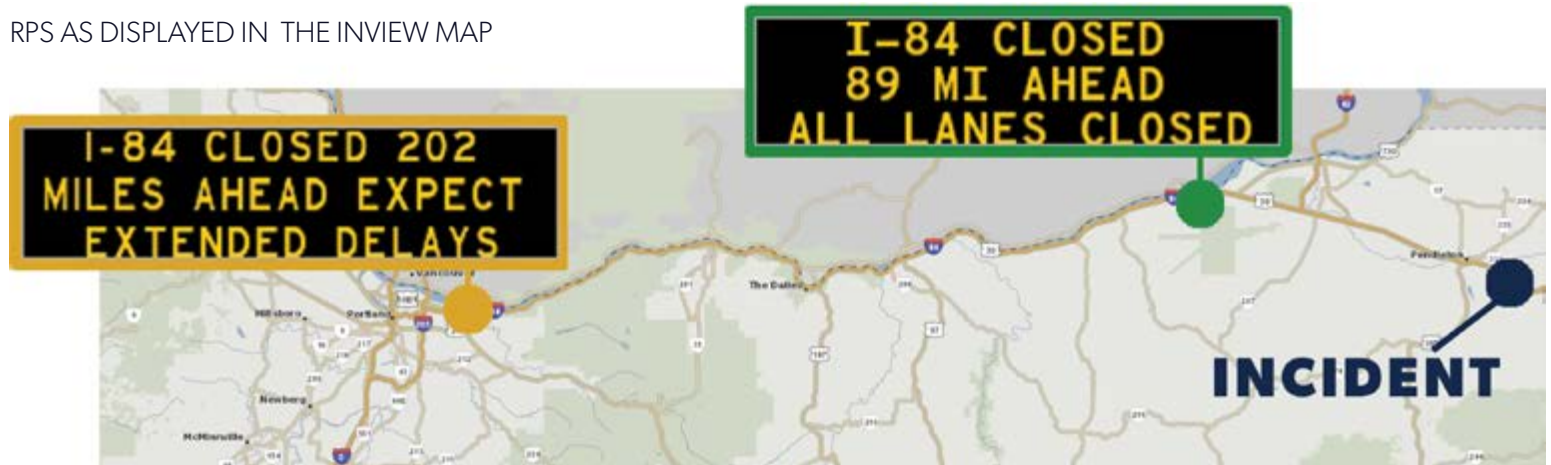 RPS AS DISPLAYED IN THE INVIEW MAP
I-84 CLOSED
89 MI AHEAD
ALL LANES CLOSED
I-84 CLOSED 202
MILES AHEAD EXPECT
EXTENDED DELAYS
Vancouver
Hillsboro
Portland
The Dalles
Pendleton
Newberg
McMinnville
INCIDENT